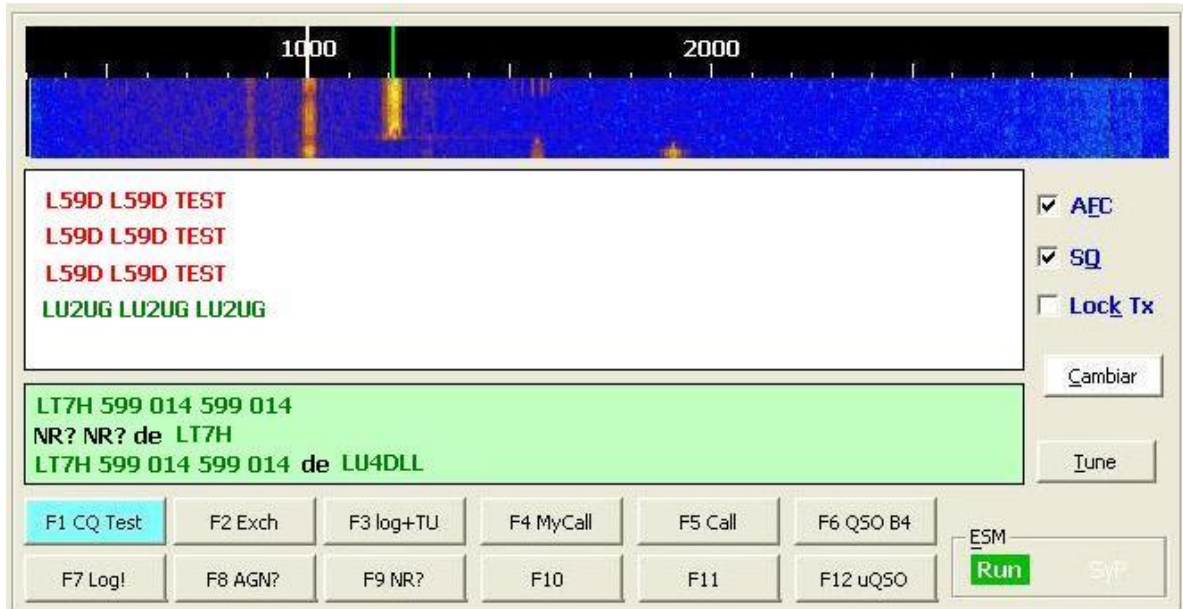 1000 2000
L59D L59D TEST
L59D L59D TEST
L59D L59D TEST
LU2UG LU2UG LU2UG
AFC
SQ
Lock Tx
Cambiar
LT7H 599 014 599 014
NR? NR? de LT7H
LT7H 599 014 599 014 de LU4DLL
Tune
F1 CQ Test F2 Exch F3 log+TU F4 MyCall F5 Call F6 QSO B4
F7 Log! F8 AGN? F9 NR? F10 F11 F12 uQSO
ESM
Run SyP